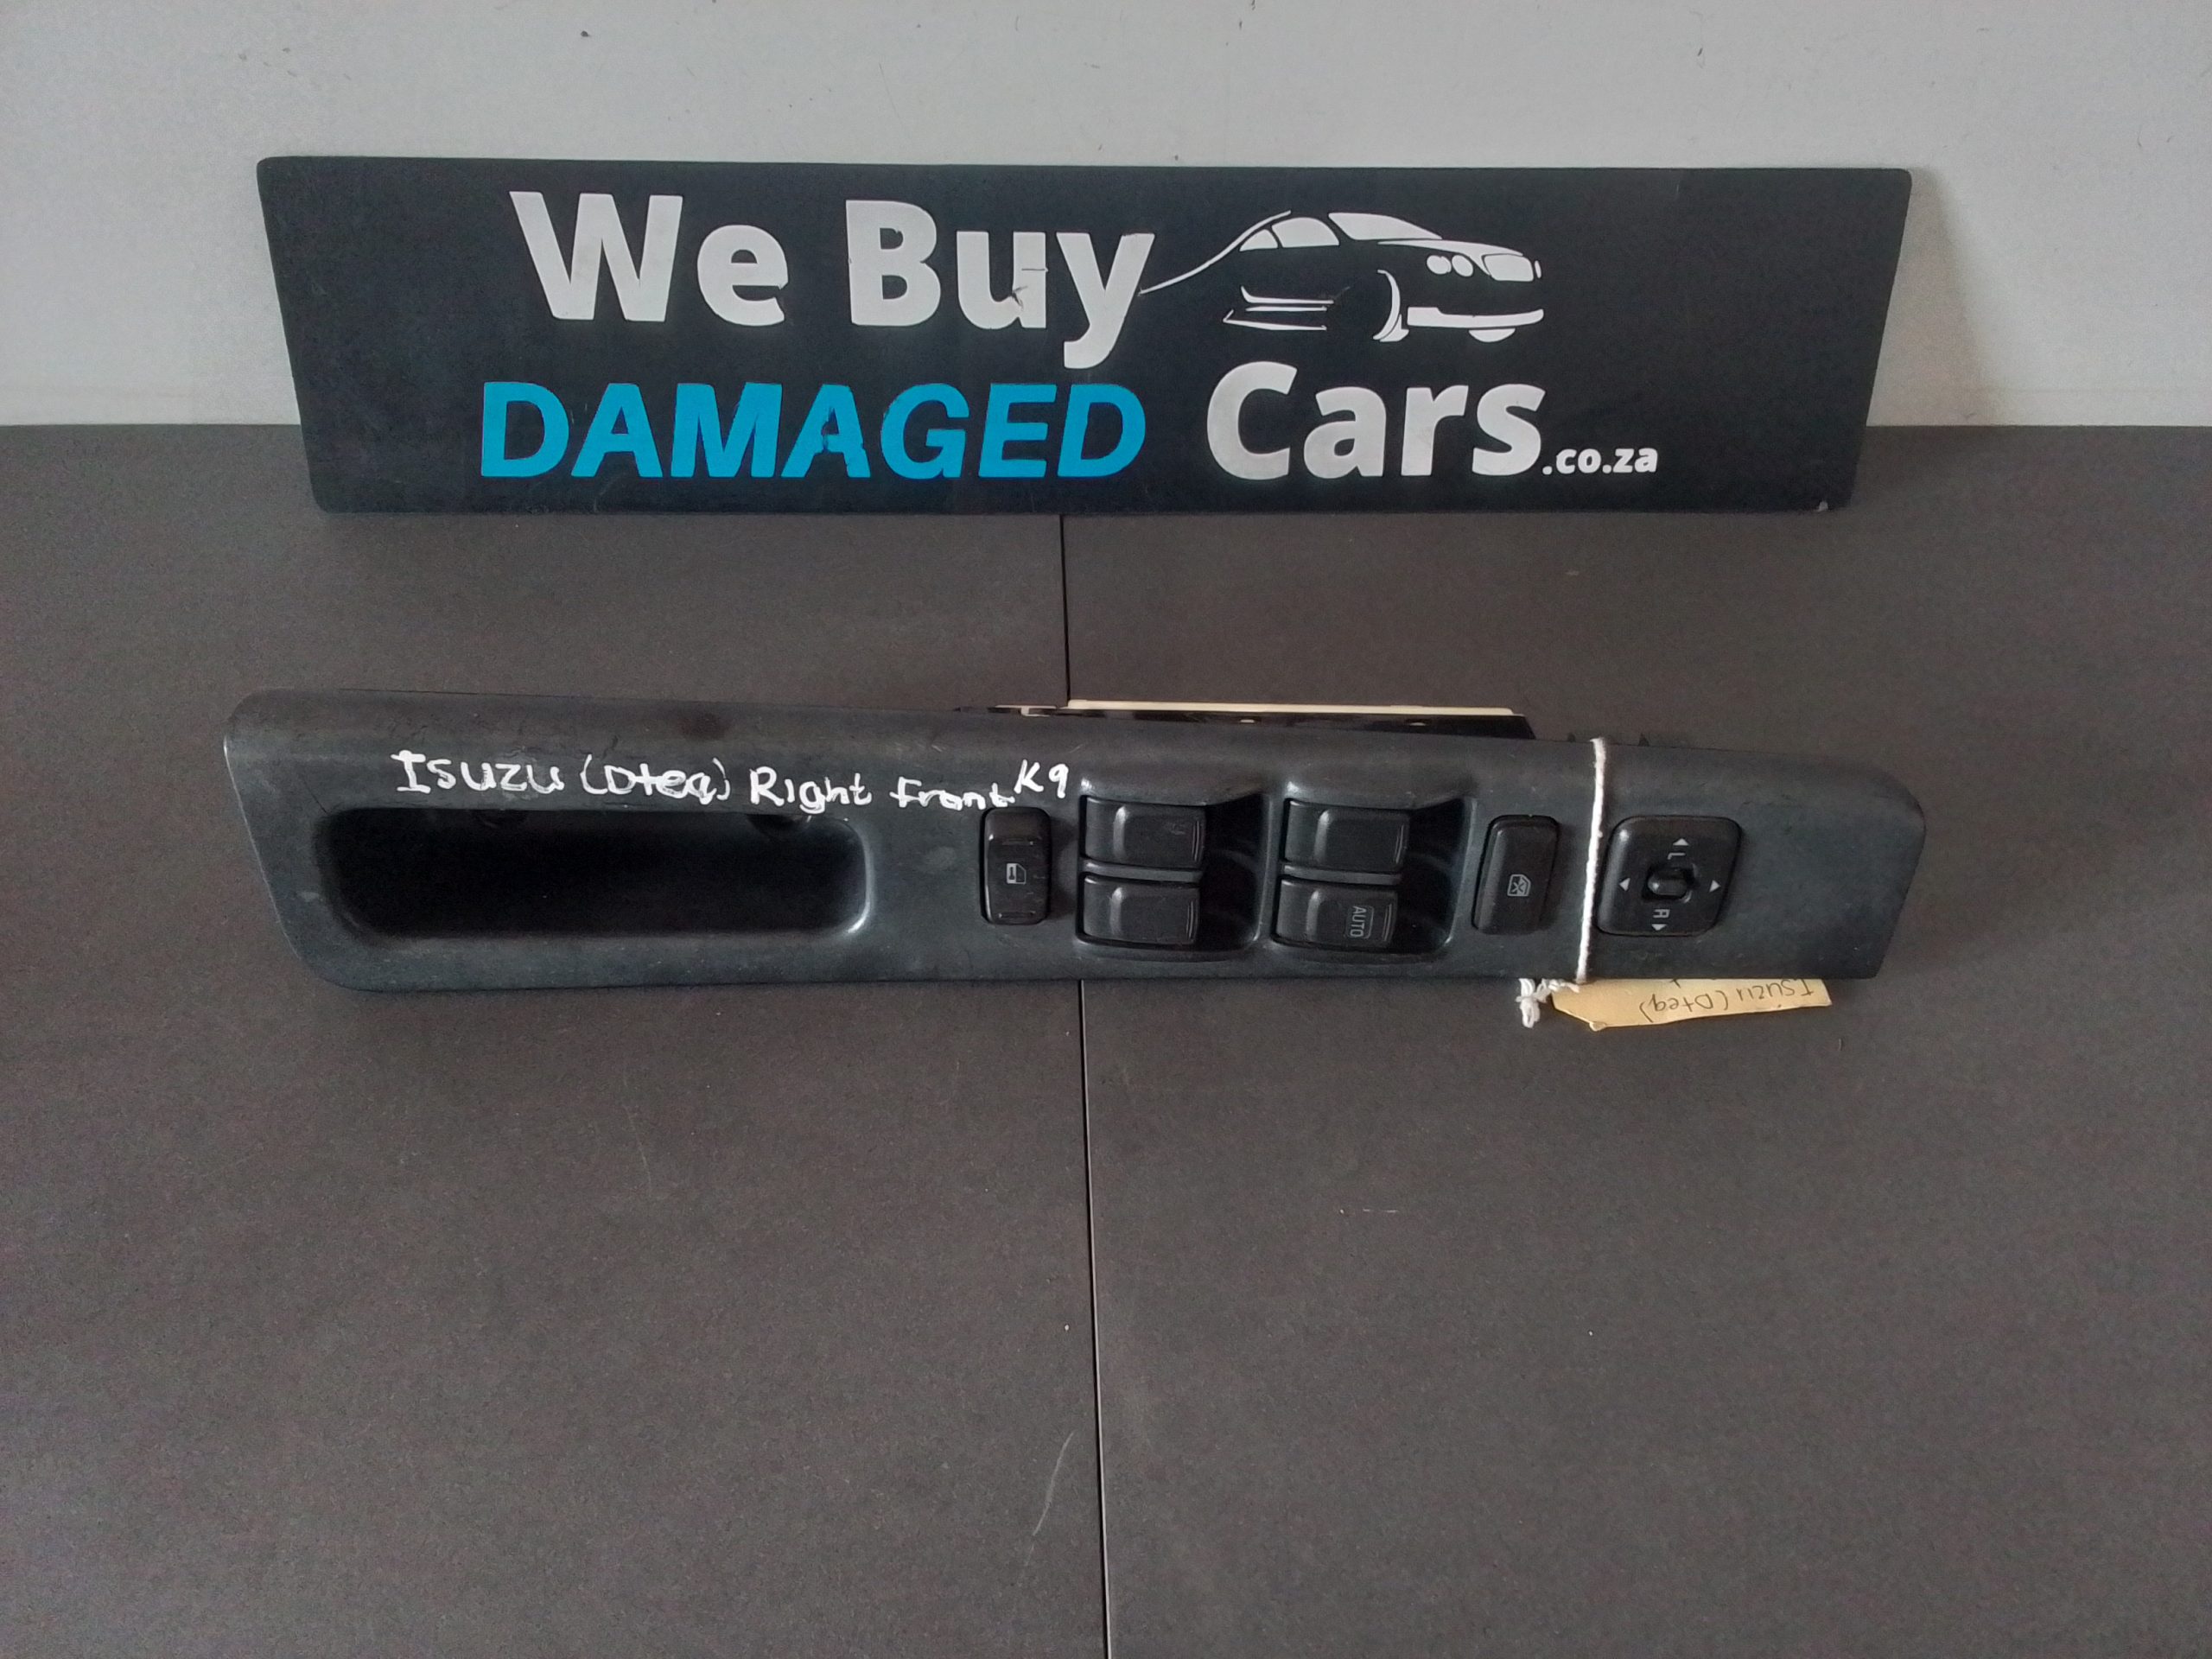 We Buy
DAMAGED Cars.co.za
Isuzu (Dteq) Right Front K9
AUTO
L
R
Isuzu (Dteq)